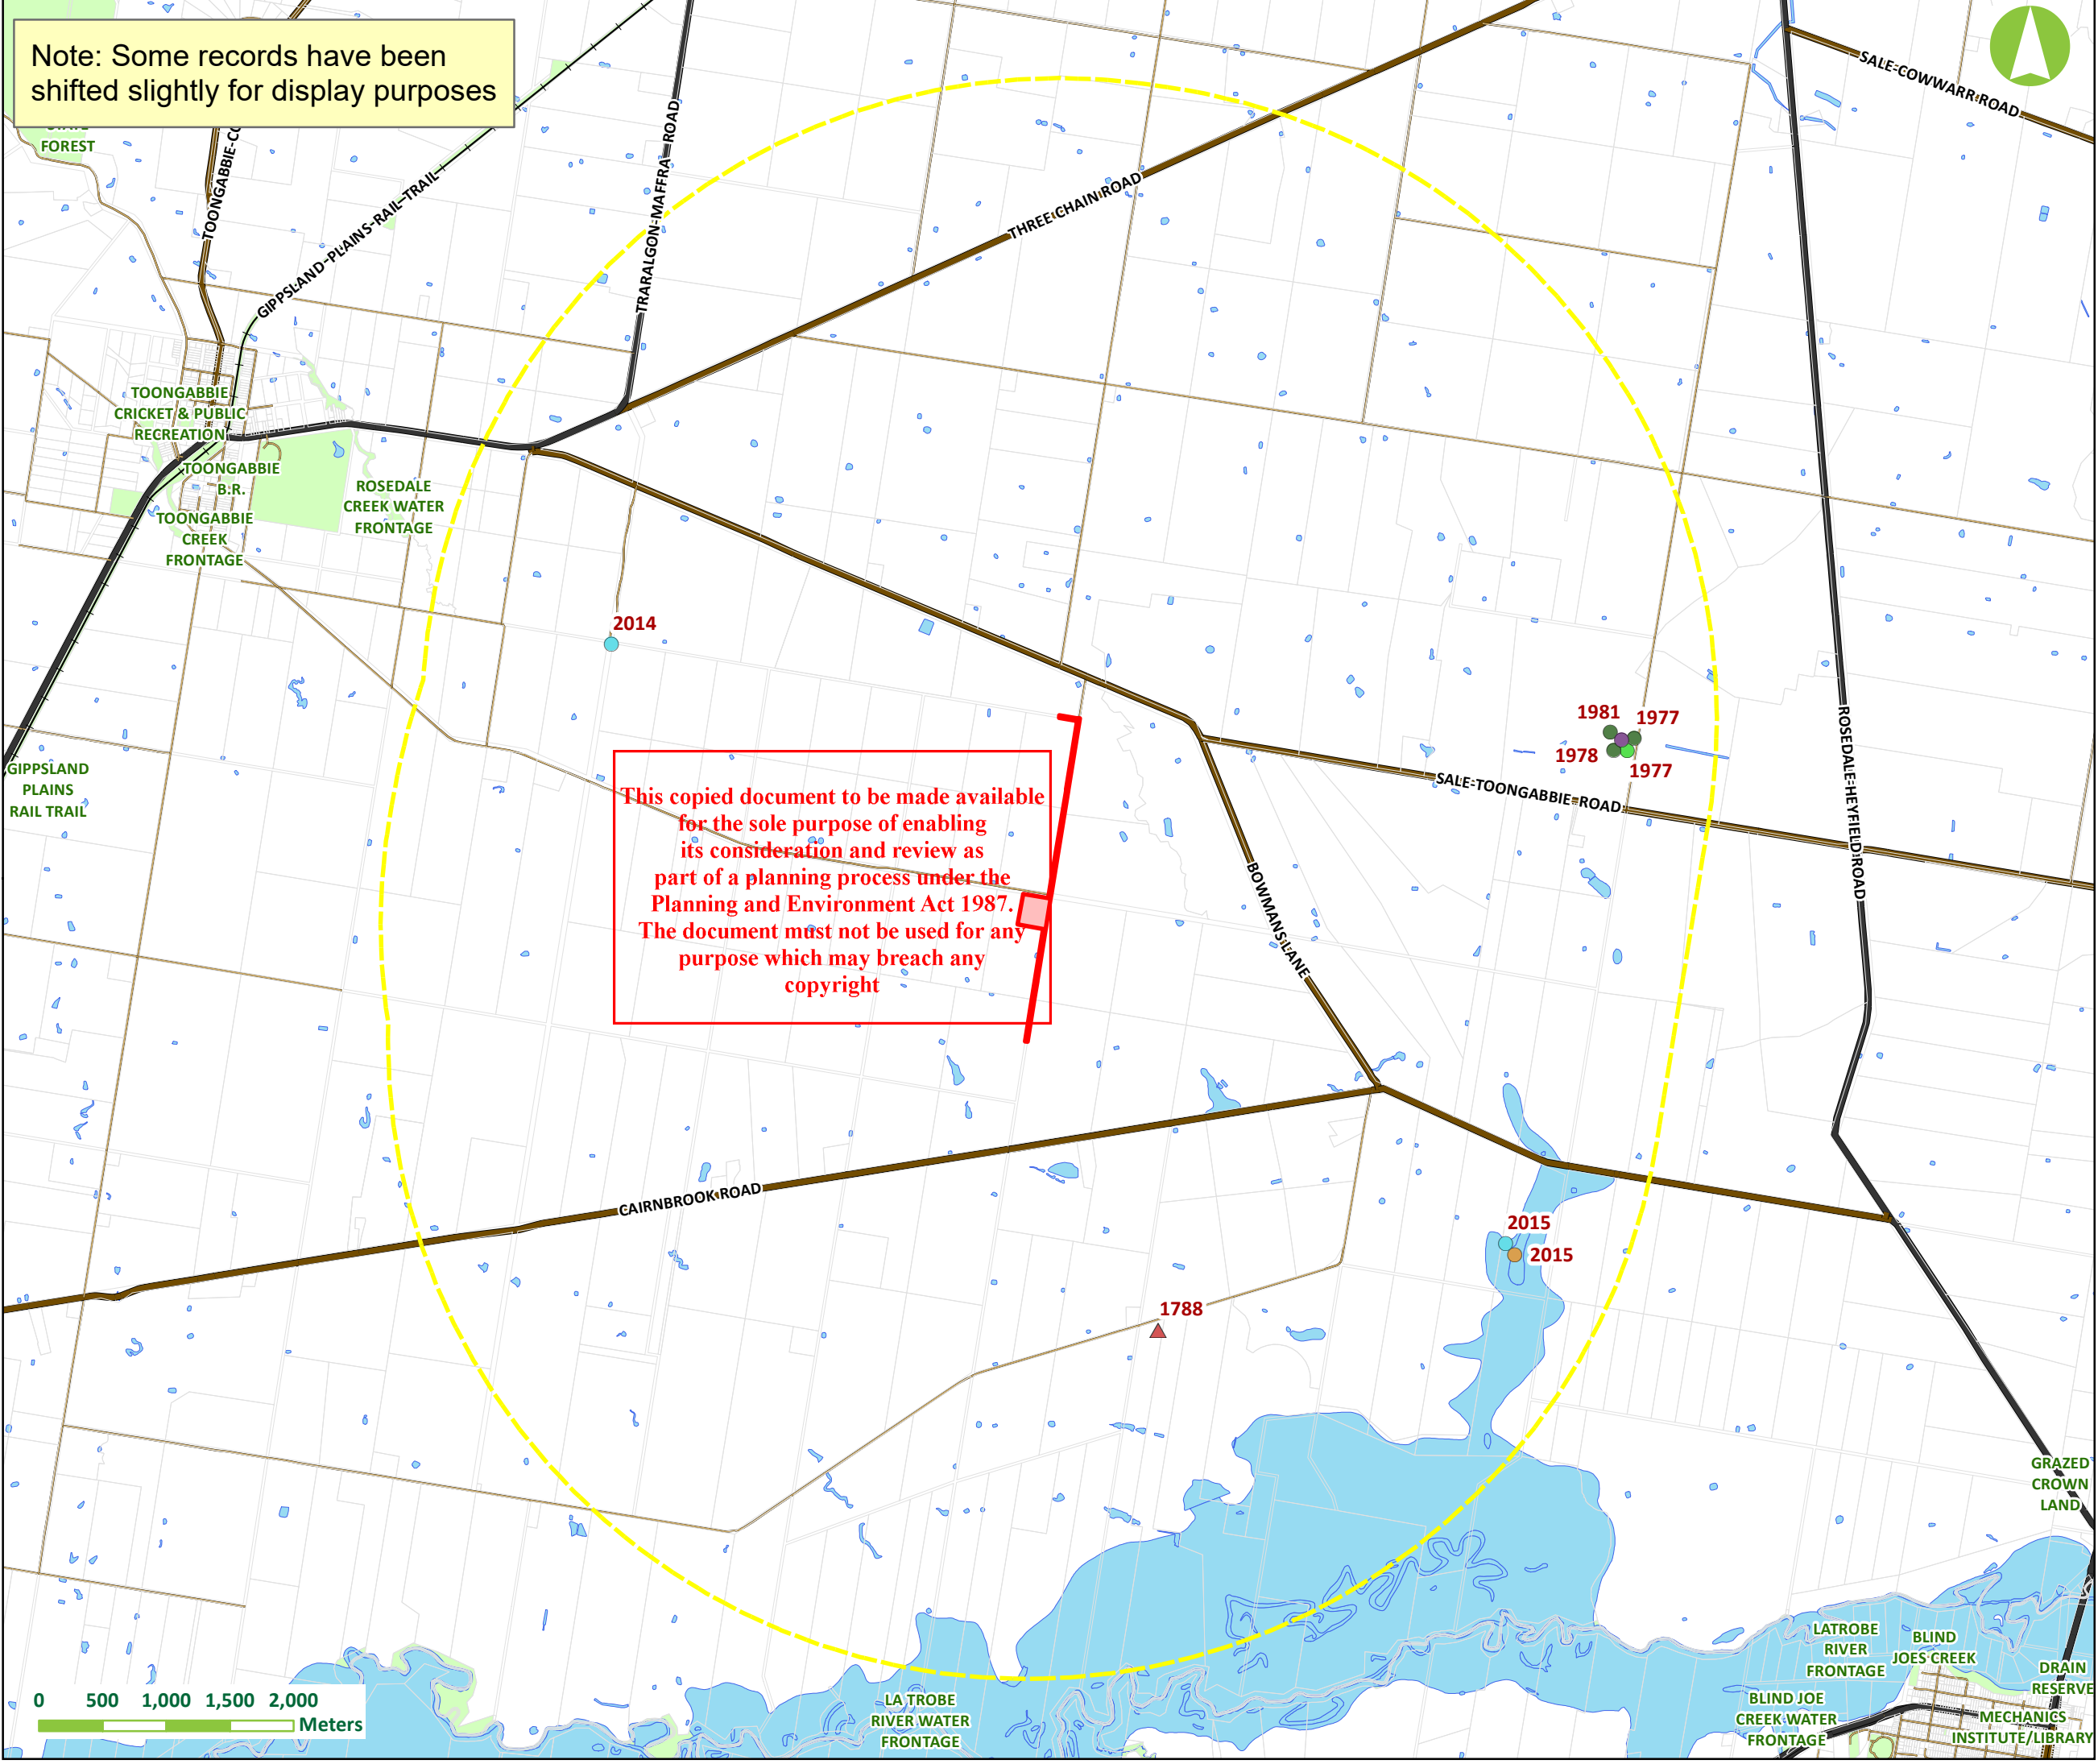 Note: Some records have been
shifted slightly for display purposes
SALE-COWWARR ROAD
FOREST
TOONGABBIE-CO
GIPPSLAND-PLAINS-RAIL-TRAIL
TRARALGON-MAFFRA ROAD
THREE CHAIN ROAD
TOONGABBIE
CRICKET & PUBLIC
RECREATION
TOONGABBIE
B.R.
TOONGABBIE
CREEK
FRONTAGE
ROSEDALE
CREEK WATER
FRONTAGE
2014
1981
1977
1978
1977
GIPPSLAND
PLAINS
RAIL TRAIL
SALE-TOONGABBIE-ROAD
ROSEDALE-HEYFIELD ROAD
BOWMANS LANE
This copied document to be made available
for the sole purpose of enabling
its consideration and review as
part of a planning process under the
Planning and Environment Act 1987.
The document must not be used for any
purpose which may breach any
copyright
CAIRNBROOK ROAD
2015
2015
1788
GRAZED
CROWN
LAND
LATROBE
RIVER
FRONTAGE
BLIND
JOES CREEK
DRAIN
RESERVE
LA TROBE
RIVER WATER
FRONTAGE
BLIND JOE
CREEK WATER
FRONTAGE
MECHANICS
INSTITUTE/LIBRARY
0 500 1,000 1,500 2,000
Meters